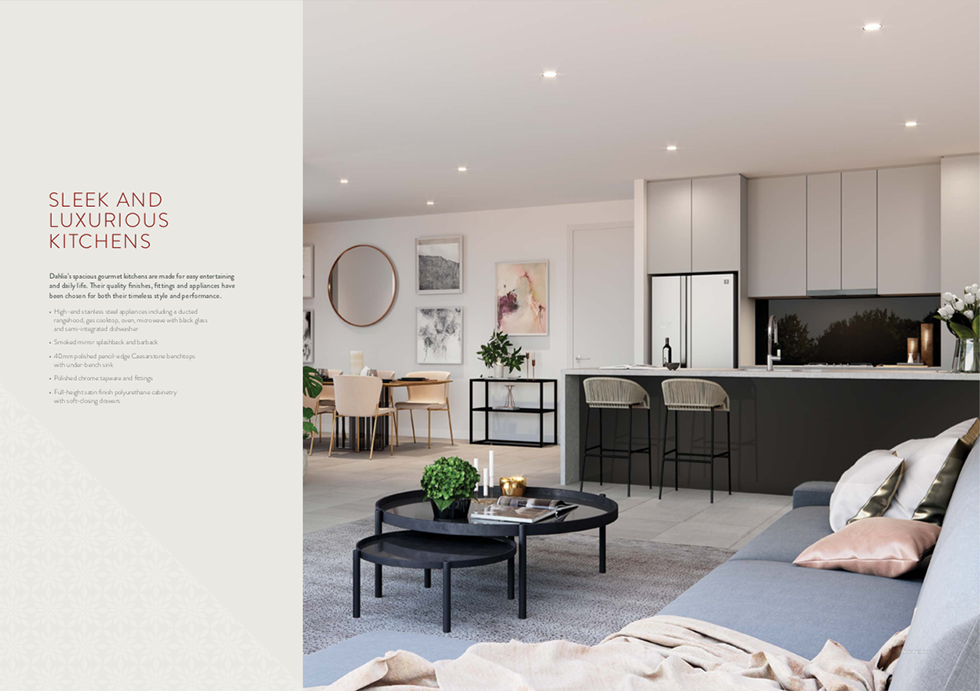 SLEEK AND
LUXURIOUS
KITCHENS
Dahlia's spacious gourmet kitchens are made for easy entertaining
and daily life. Their quality finishes, fittings and appliances have
been chosen for both their timeless style and performance.
• High-end stainless steel appliances including a ducted
rangehood, gas cooktop, oven, microwave with black glass
and semi-integrated dishwasher
• Smoked mirror splashback and barback
• 40mm polished pencil-edge Caesarstone benchtops
with under-bench sink
• Polished chrome tapware and fittings
• Full-height satin finish polyurethane cabinetry
with soft-closing drawers